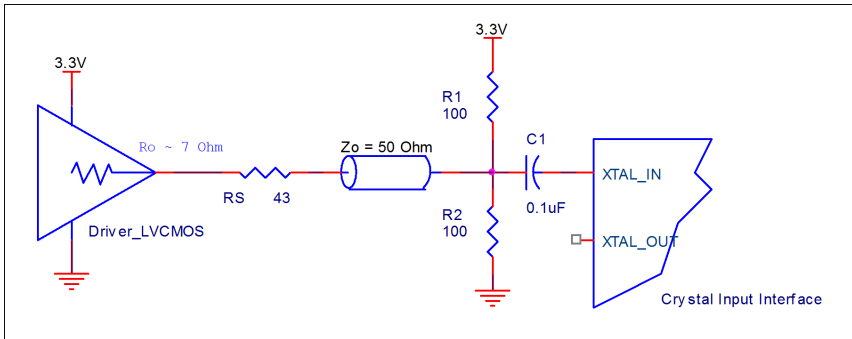 3.3V
3.3V
R1
100
Ro ~ 7 Ohm
Zo = 50 Ohm
C1
XTAL_IN
RS 43
0.1uF
R2
100
Driver_LVCMOS
XTAL_OUT
Crystal Input Interface